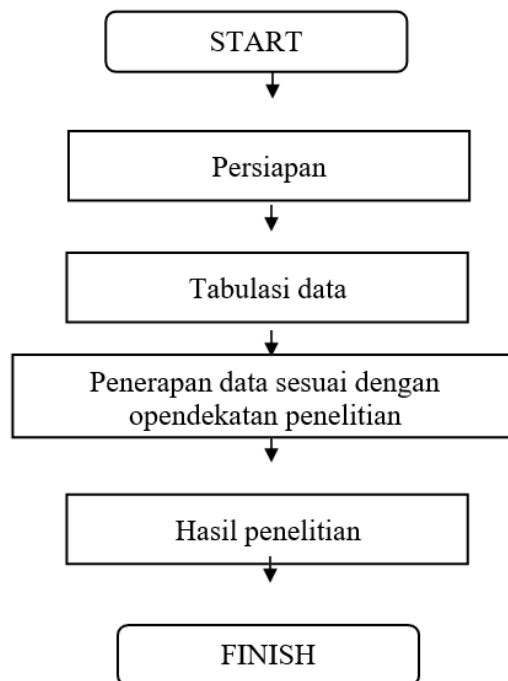 START
Persiapan
Tabulasi data
Penerapan data sesuai dengan
opendekatan penelitian
Hasil penelitian
FINISH